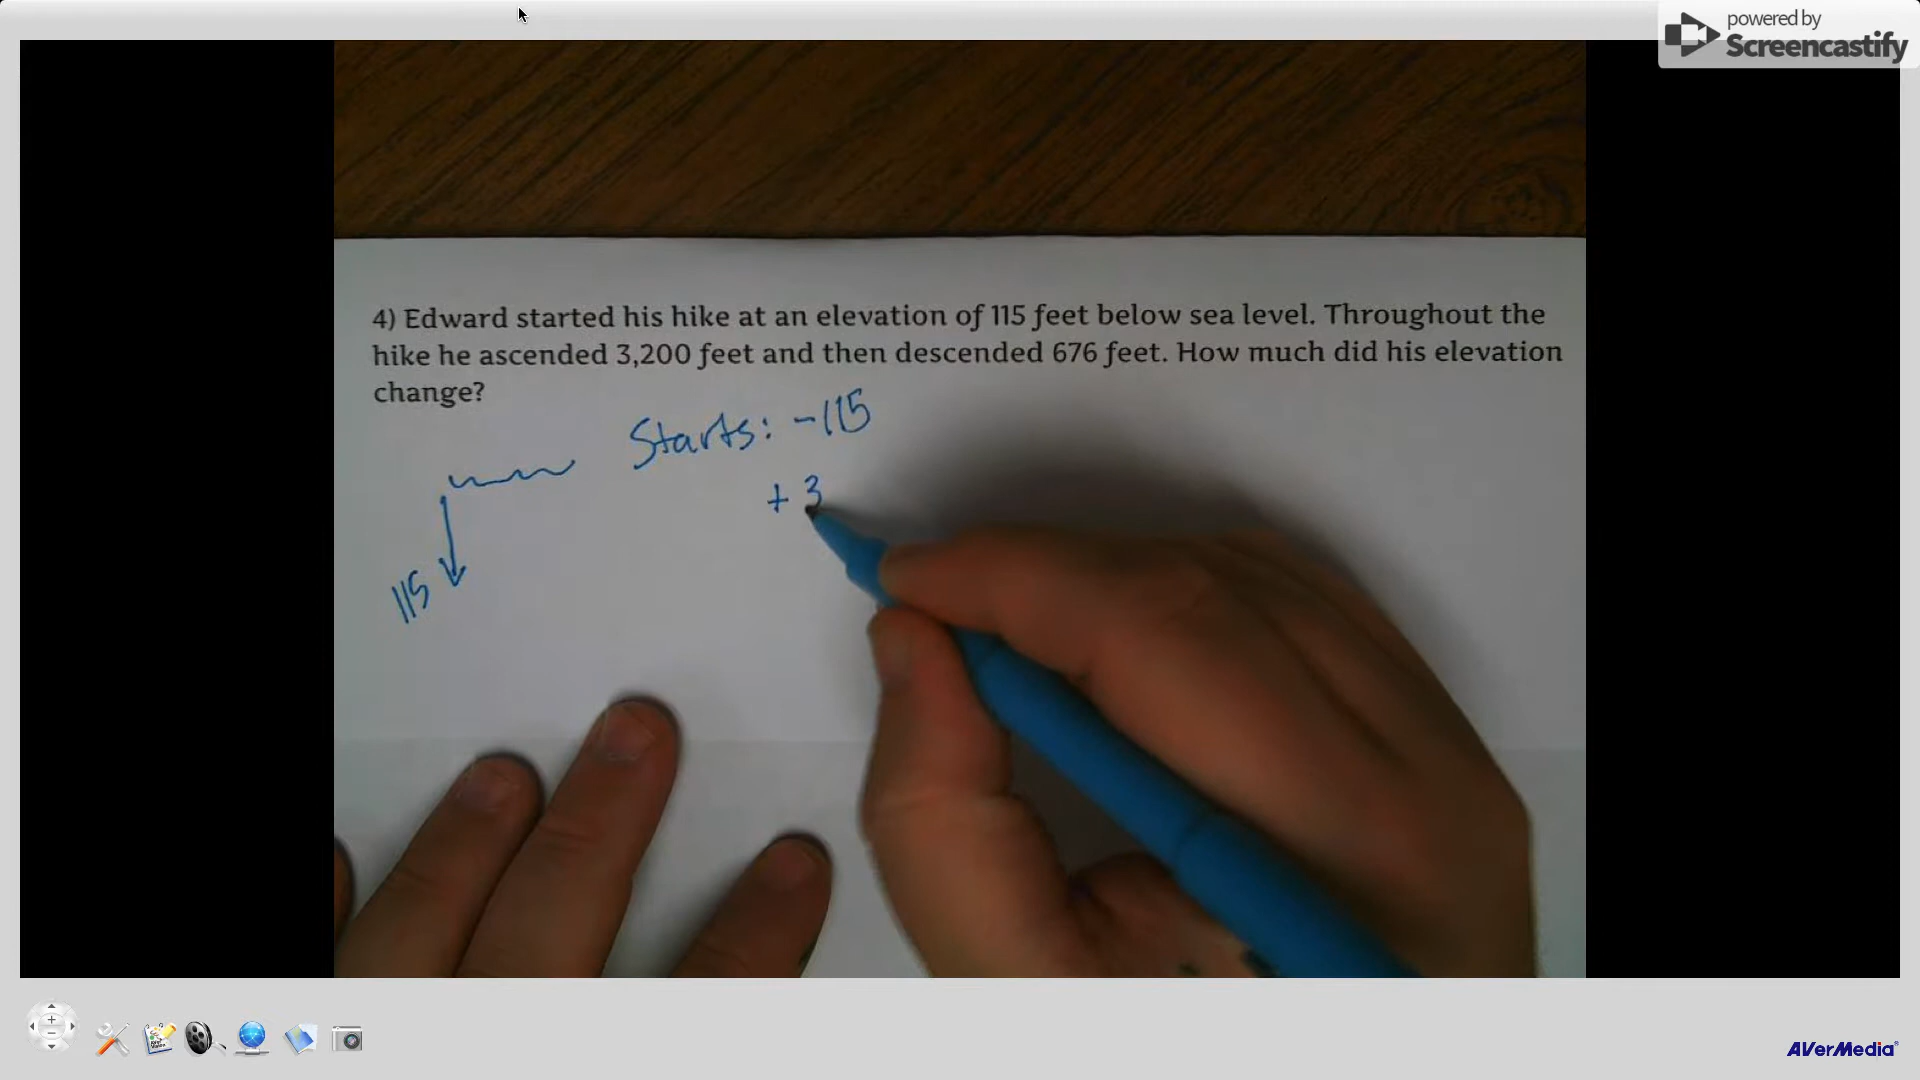 powered by
Screencastify
4) Edward started his hike at an elevation of 115 feet below sea level. Throughout the
hike he ascended 3,200 feet and then descended 676 feet. How much did his elevation
change?
Starts: -115
+ 3
115
AVerMedia®